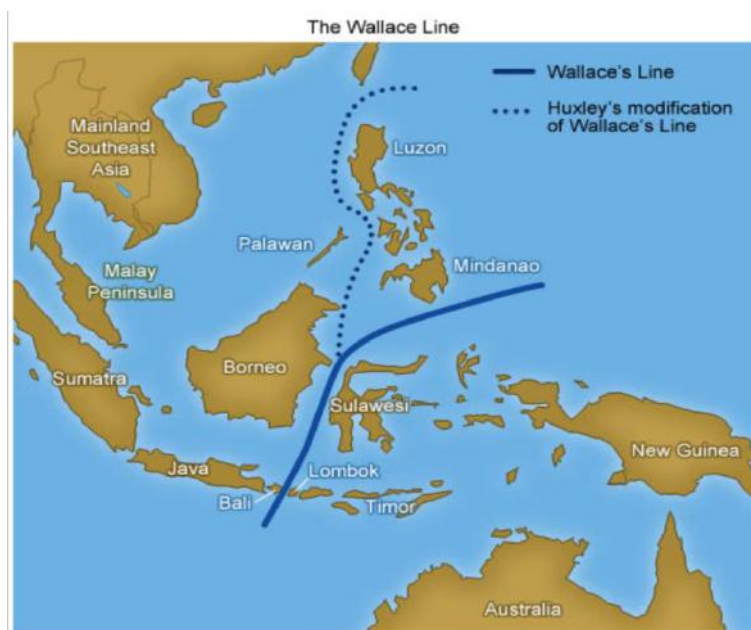 The Wallace Line
Wallace's Line
Huxley's modification
of Wallace's Line
Mainland
Southeast
Asia
Luzon
Palawan
Mindanao
Malay
Peninsula
Borneo
Sumatra
Sulawesi
New Guinea
Java
Lombok
Bali
Timor
Australia